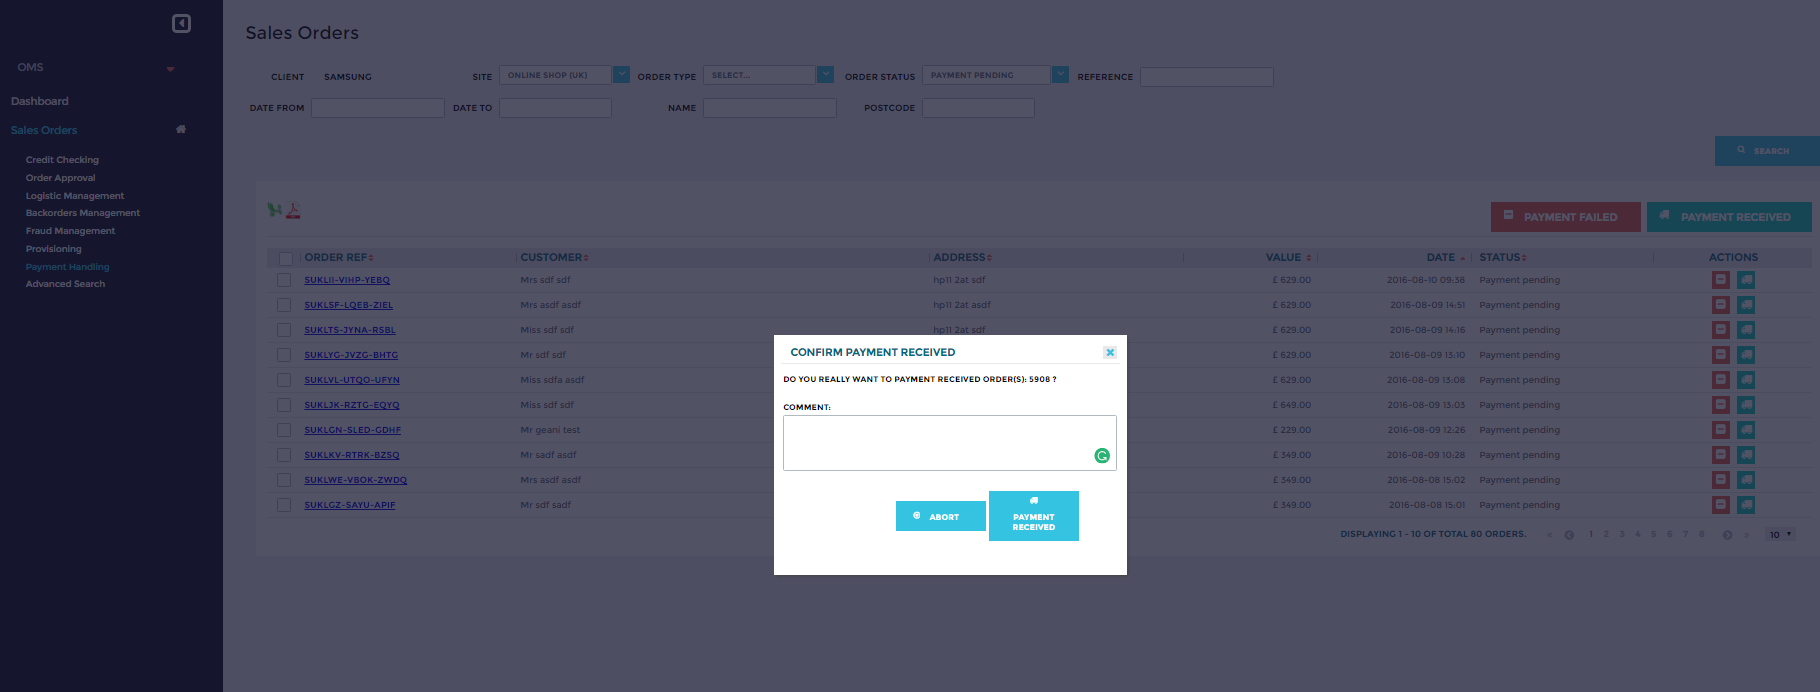 OMS
Dashboard
Sales Orders
Credit Checking
Order Approval
Logistic Management
Backorders Management
Fraud Management
Provisioning
Payment Handling
Advanced Search
Sales Orders
CLIENT SAMSUNG SITE ONLINE SHOP (UK) ORDER TYPE SELECT... ORDER STATUS PAYMENT PENDING REFERENCE
DATE FROM DATE TO NAME POSTCODE
SEARCH
PAYMENT FAILED PAYMENT RECEIVED
ORDER REF CUSTOMER ADDRESS VALUE DATE STATUS ACTIONS
SUKLII-VIHP-YEBQ Mrs sdf sdf hp11 2at sdf £ 629.00 2016-08-10 09:38 Payment pending
SUKLSF-LQEB-ZIEL Mrs asdf asdf hp11 2at asdf £ 629.00 2016-08-09 14:51 Payment pending
SUKLTS-JYNA-RSBL Miss sdf sdf hp11 2at sdf £ 629.00 2016-08-09 14:16 Payment pending
SUKLYG-JVZG-BHTG Mr sdf sdf £ 629.00 2016-08-09 13:10 Payment pending
SUKLVL-UTQO-UFYN Miss sdfa asdf £ 629.00 2016-08-09 13:08 Payment pending
SUKLJK-RZTG-EQYQ Miss sdf sdf £ 649.00 2016-08-09 13:03 Payment pending
SUKLGN-SLED-GDHF Mr geani test £ 229.00 2016-08-09 12:26 Payment pending
SUKLKV-RTRK-BZSQ Mr sadf asdf £ 349.00 2016-08-09 10:28 Payment pending
SUKLWE-VBOK-ZWDQ Mrs asdf asdf £ 349.00 2016-08-08 15:02 Payment pending
SUKLGZ-SAYU-APIF Mr sdf sadf £ 349.00 2016-08-08 15:01 Payment pending
DISPLAYING 1 - 10 OF TOTAL 80 ORDERS. « 1 2 3 4 5 6 7 8 » 10
CONFIRM PAYMENT RECEIVED
DO YOU REALLY WANT TO PAYMENT RECEIVED ORDER(S): 5908 ?
COMMENT:
ABORT
PAYMENT
RECEIVED